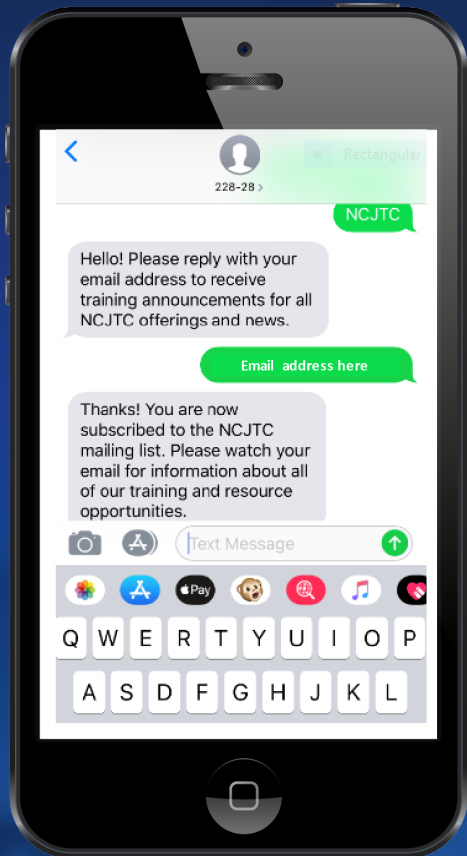 Rectangular
228-28 >
NCJTC
Hello! Please reply with your
email address to receive
training announcements for all
NCJTC offerings and news.
Email address here
Thanks! You are now
subscribed to the NCJTC
mailing list. Please watch your
email for information about all
of our training and resource
opportunities.
Text Message
Pay
Q W E R T Y U I O P
A S D F G H J K L